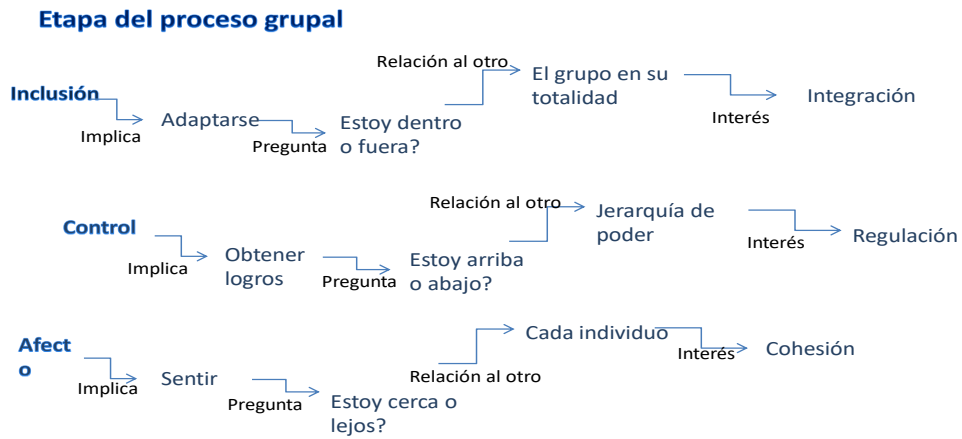 Etapa del proceso grupal
Relación al otro
Inclusión
Implica
Adaptarse
Pregunta
Estoy dentro
o fuera?
El grupo en su
totalidad
Interés
Integración
Relación al otro
Control
Implica
Obtener
logros
Pregunta
Estoy arriba
o abajo?
Jerarquía de
poder
Interés
Regulación
Afect
o
Implica
Sentir
Pregunta
Estoy cerca o
lejos?
Relación al otro
Cada individuo
Interés
Cohesión